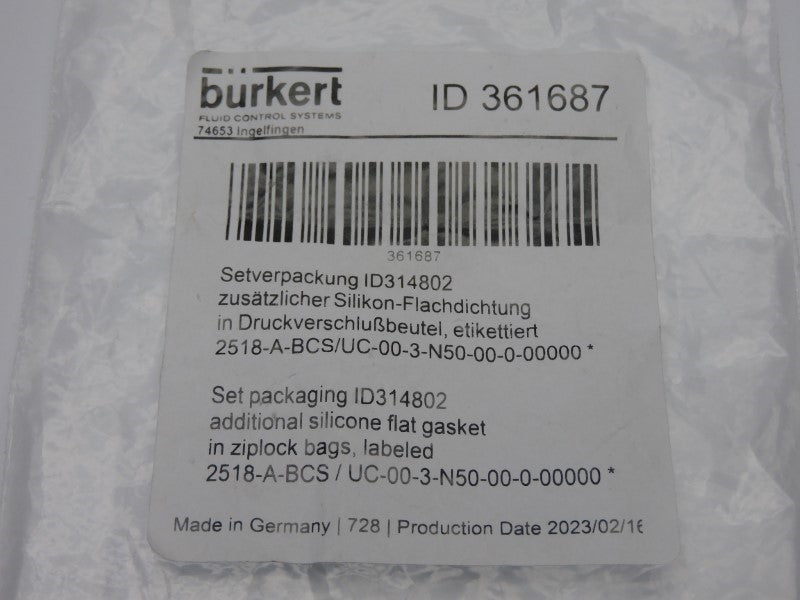 bürkert
FLUID CONTROL SYSTEMS
74653 Ingelfingen
ID 361687
361687
Setverpackung ID314802
zusätzlicher Silikon-Flachdichtung
in Druckverschlußbeutel, etikettiert
2518-A-BCS/UC-00-3-N50-00-0-00000 *
Set packaging ID314802
additional silicone flat gasket
in ziplock bags, labeled
2518-A-BCS / UC-00-3-N50-00-0-00000 *
Made in Germany | 728 | Production Date 2023/02/16